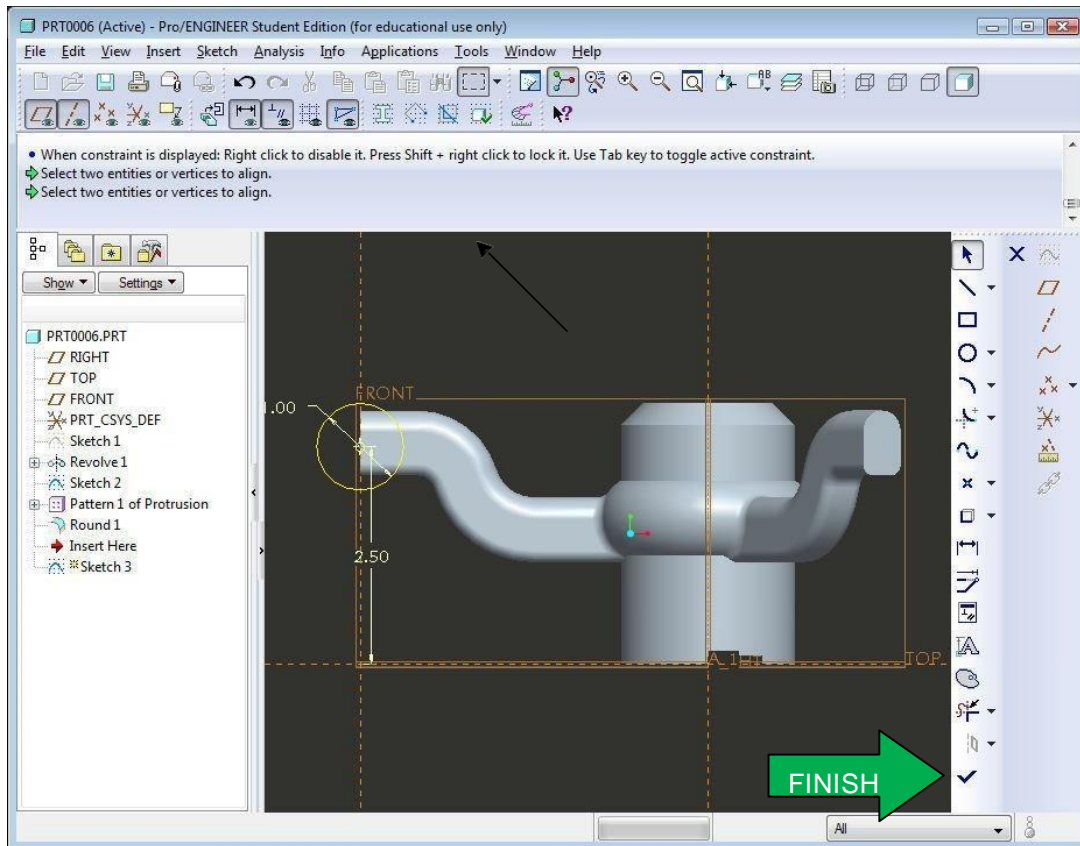 PRT0006 (Active) - Pro/ENGINEER Student Edition (for educational use only)
File Edit View Insert Sketch Analysis Info Applications Tools Window Help
• When constraint is displayed: Right click to disable it. Press Shift + right click to lock it. Use Tab key to toggle active constraint.
Select two entities or vertices to align.
Select two entities or vertices to align.
Show Settings
PRT0006.PRT
RIGHT
TOP
FRONT
PRT_CSYS_DEF
Sketch 1
Revolve 1
Sketch 2
Pattern 1 of Protrusion
Round 1
Insert Here
Sketch 3
FRONT
1.00
2.50
TOP
FINISH
All